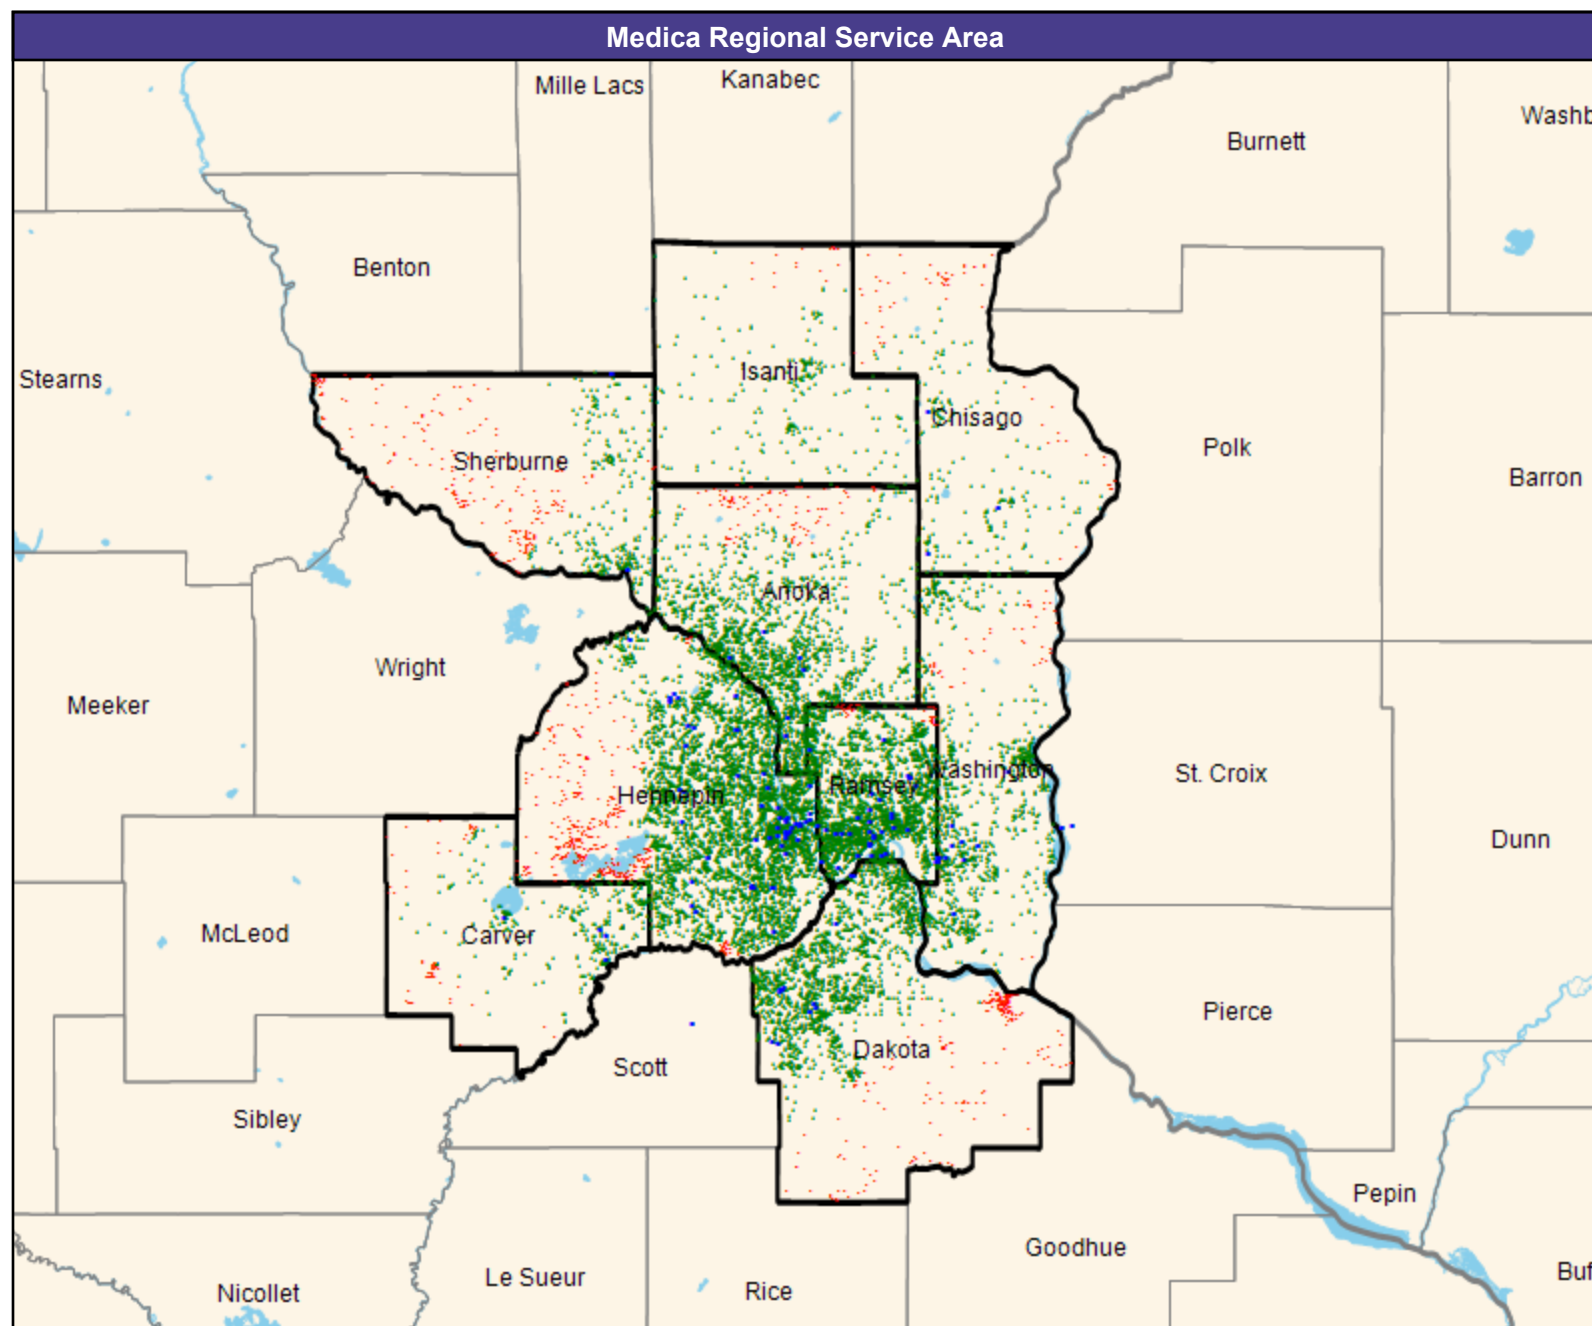 Medica Regional Service Area
Mille Lacs
Kanabec
Washb
Burnett
Benton
Stearns
Isanti
Chisago
Sherburne
Polk
Barron
Anoka
Wright
Meeker
Washington
St. Croix
Ramsey
Hennepin
Dunn
McLeod
Carver
Pierce
Dakota
Scott
Sibley
Pepin
Goodhue
Buf
Le Sueur
Rice
Nicollet